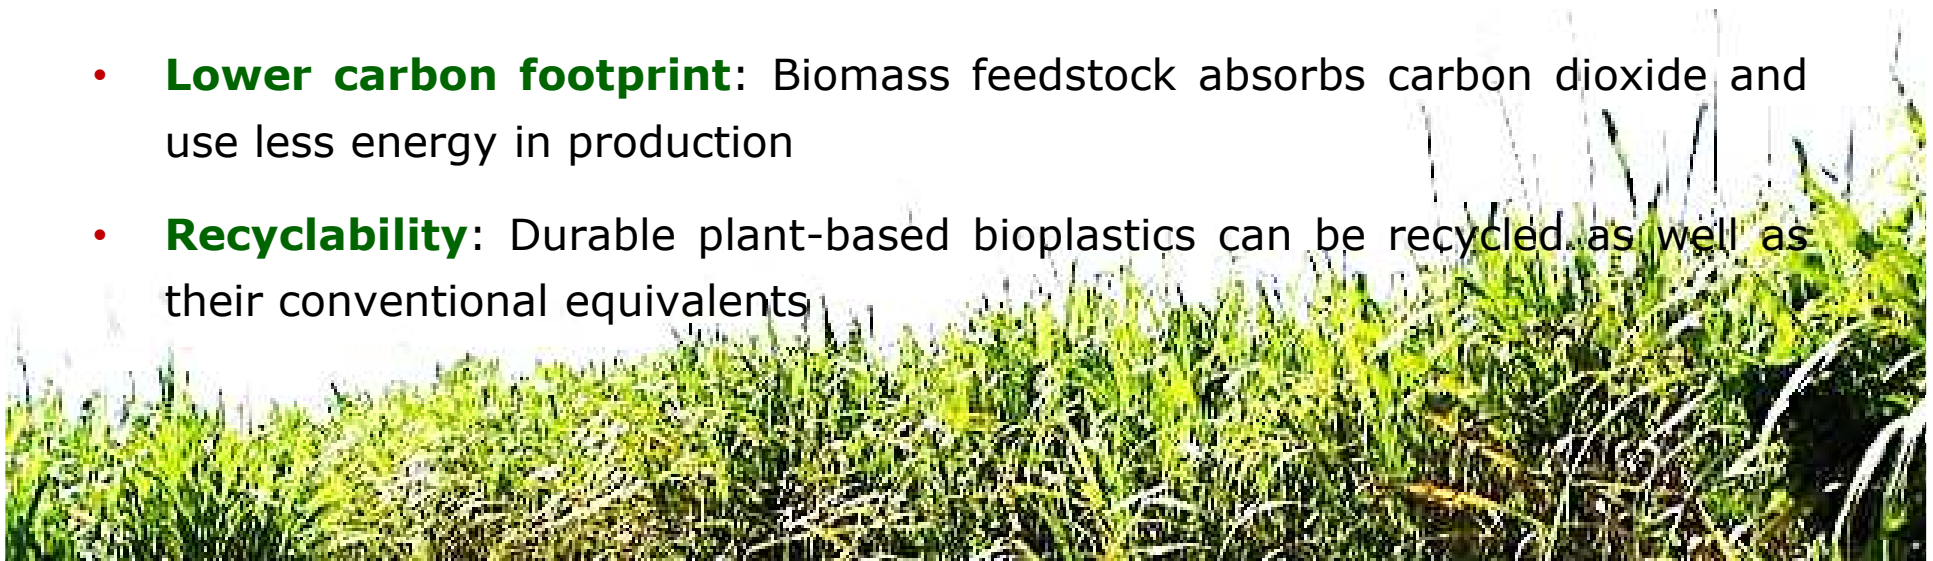 • Lower carbon footprint: Biomass feedstock absorbs carbon dioxide and
use less energy in production
• Recyclability: Durable plant-based bioplastics can be recycled as well as
their conventional equivalents